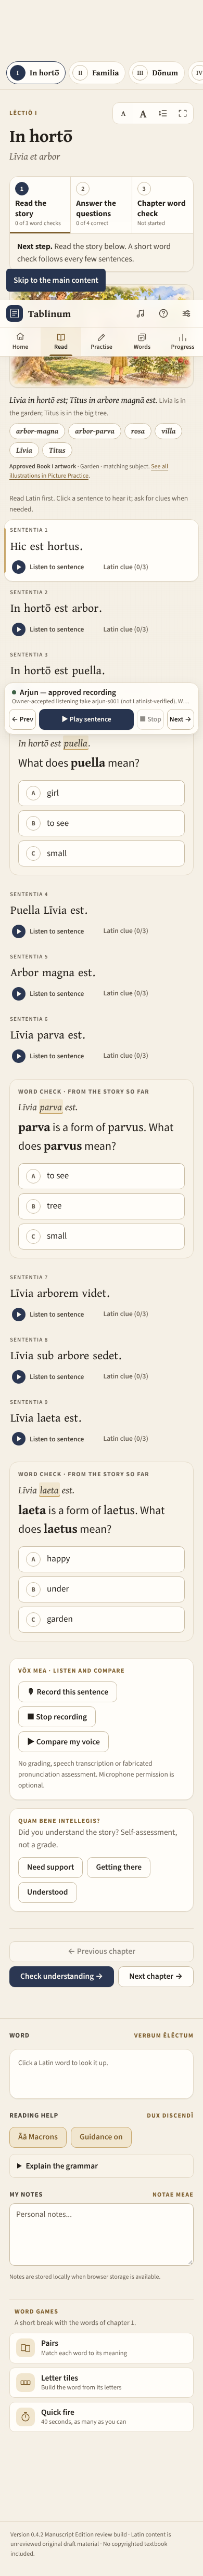 I In hortō II Familia III Dōnum IV
LĒCTIŌ I
A A
In hortō
Līvia et arbor
1 2 3
Read the story
0 of 3 word checks
Answer the questions
0 of 4 correct
Chapter word check
Not started
Next step. Read the story below. A short word
check follows every few sentences.
Skip to the main content
Tablinum
Home Read Practise Words Progress
Līvia in hortō est; Titus in arbore magnā est. Līvia is in
the garden; Titus is in the big tree.
arbor-magna arbor-parva rosa vīlla
Līvia Titus
Approved Book I artwork · Garden · matching subject. See all
illustrations in Picture Practice.
Read Latin first. Click a sentence to hear it; ask for clues when
needed.
SENTENTIA 1
Hic est hortus.
Listen to sentence Latin clue (0/3)
SENTENTIA 2
In hortō est arbor.
Listen to sentence Latin clue (0/3)
SENTENTIA 3
In hortō est puella.
Arjun — approved recording
Owner accepted listening take arjun-s001 (not Latinist-verified). W...
← Prev ▶ Play sentence Stop Next →
In hortō est puella.
What does puella mean?
A girl
B to see
C small
SENTENTIA 4
Puella Līvia est.
Listen to sentence Latin clue (0/3)
SENTENTIA 5
Arbor magna est.
Listen to sentence Latin clue (0/3)
SENTENTIA 6
Līvia parva est.
Listen to sentence Latin clue (0/3)
WORD CHECK · FROM THE STORY SO FAR
Līvia parva est.
parva is a form of parvus. What
does parvus mean?
A to see
B tree
C small
SENTENTIA 7
Līvia arborem videt.
Listen to sentence Latin clue (0/3)
SENTENTIA 8
Līvia sub arbore sedet.
Listen to sentence Latin clue (0/3)
SENTENTIA 9
Līvia laeta est.
Listen to sentence Latin clue (0/3)
WORD CHECK · FROM THE STORY SO FAR
Līvia laeta est.
laeta is a form of laetus. What
does laetus mean?
A happy
B under
C garden
VŌX MEA · LISTEN AND COMPARE
Record this sentence
Stop recording
▶ Compare my voice
No grading, speech transcription or fabricated
pronunciation assessment. Microphone permission is
optional.
QUAM BENE INTELLEGIS?
Did you understand the story? Self-assessment,
not a grade.
Need support Getting there
Understood
← Previous chapter
Check understanding → Next chapter →
WORD VERBUM ĒLĒCTUM
Click a Latin word to look it up.
READING HELP DUX DISCENDĪ
Āă Macrons Guidance on
▶ Explain the grammar
MY NOTES NOTAE MEAE
Personal notes...
Notes are stored locally when browser storage is available.
WORD GAMES
A short break with the words of chapter 1.
Pairs
Match each word to its meaning
Letter tiles
Build the word from its letters
Quick fire
40 seconds, as many as you can
Version 0.4.2 Manuscript Edition review build · Latin content is
unreviewed original draft material · No copyrighted textbook
included.